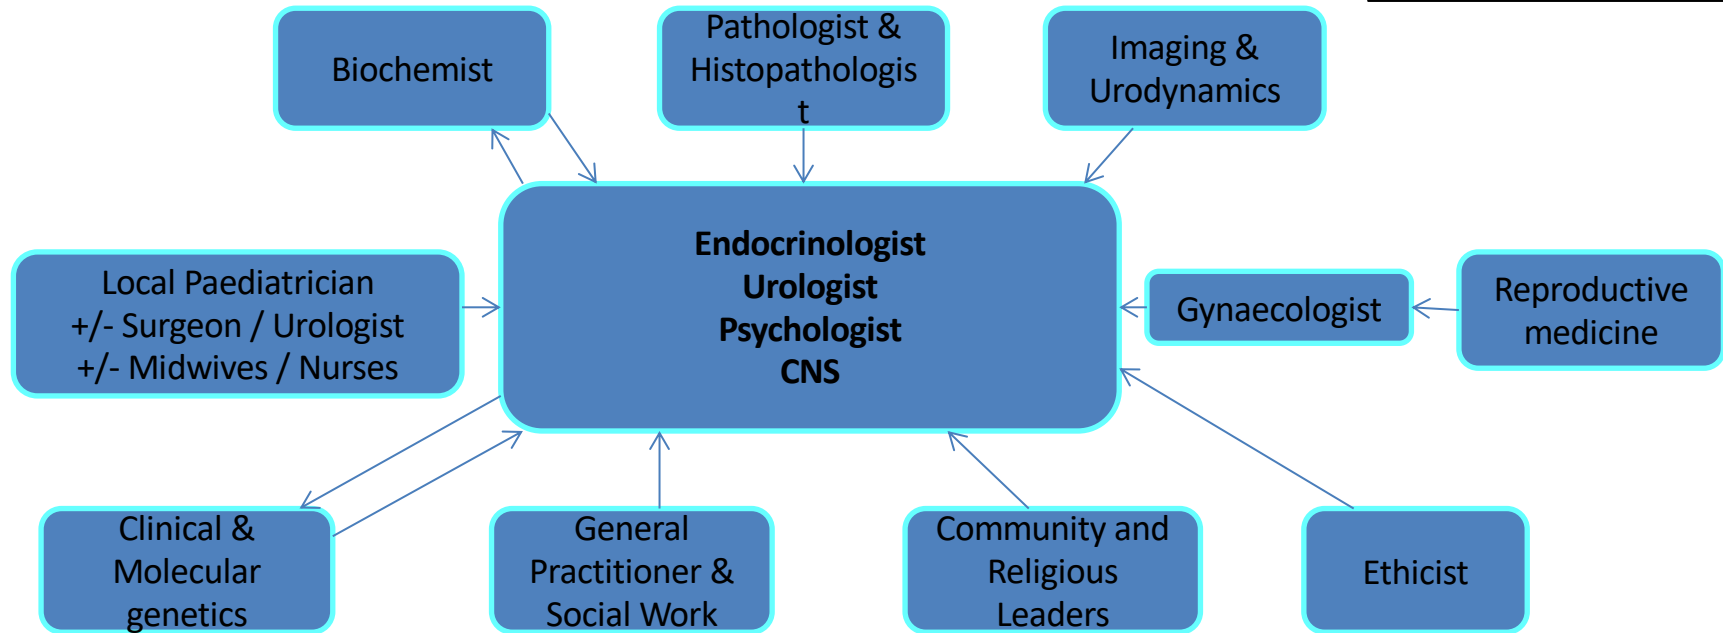 Biochemist
Pathologist &
Histopathologis
t
Imaging &
Urodynamics
Endocrinologist
Urologist
Psychologist
CNS
Local Paediatrician
+/- Surgeon / Urologist
+/- Midwives / Nurses
Gynaecologist
Reproductive
medicine
Clinical &
Molecular
genetics
General
Practitioner &
Social Work
Community and
Religious
Leaders
Ethicist